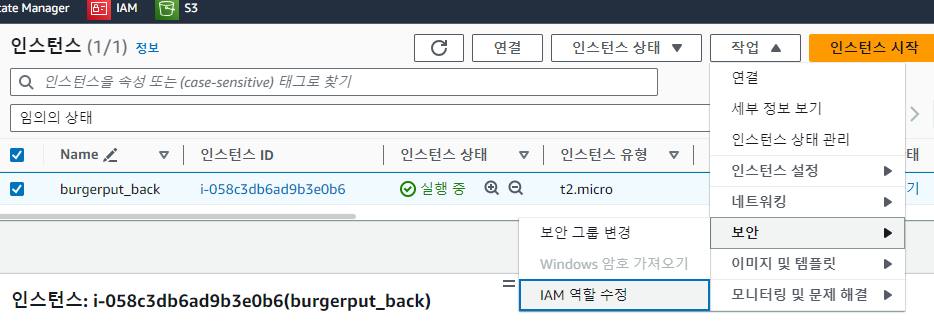 ate Manager IAM S3
인스턴스 (1/1) 정보 연결 인스턴스 상태 작업 인스턴스 시작
인스턴스을 속성 또는 (case-sensitive) 태그로 찾기
임의의 상태
Name 인스턴스 ID 인스턴스 상태 인스턴스 유형 태
burgerput_back i-058c3db6ad9b3e0b6 실행 중 t2.micro 기
연결
세부 정보 보기
인스턴스 상태 관리
인스턴스 설정
네트워킹
보안
이미지 및 템플릿
모니터링 및 문제 해결
보안 그룹 변경
Windows 암호 가져오기
IAM 역할 수정
인스턴스: i-058c3db6ad9b3e0b6(burgerput_back)